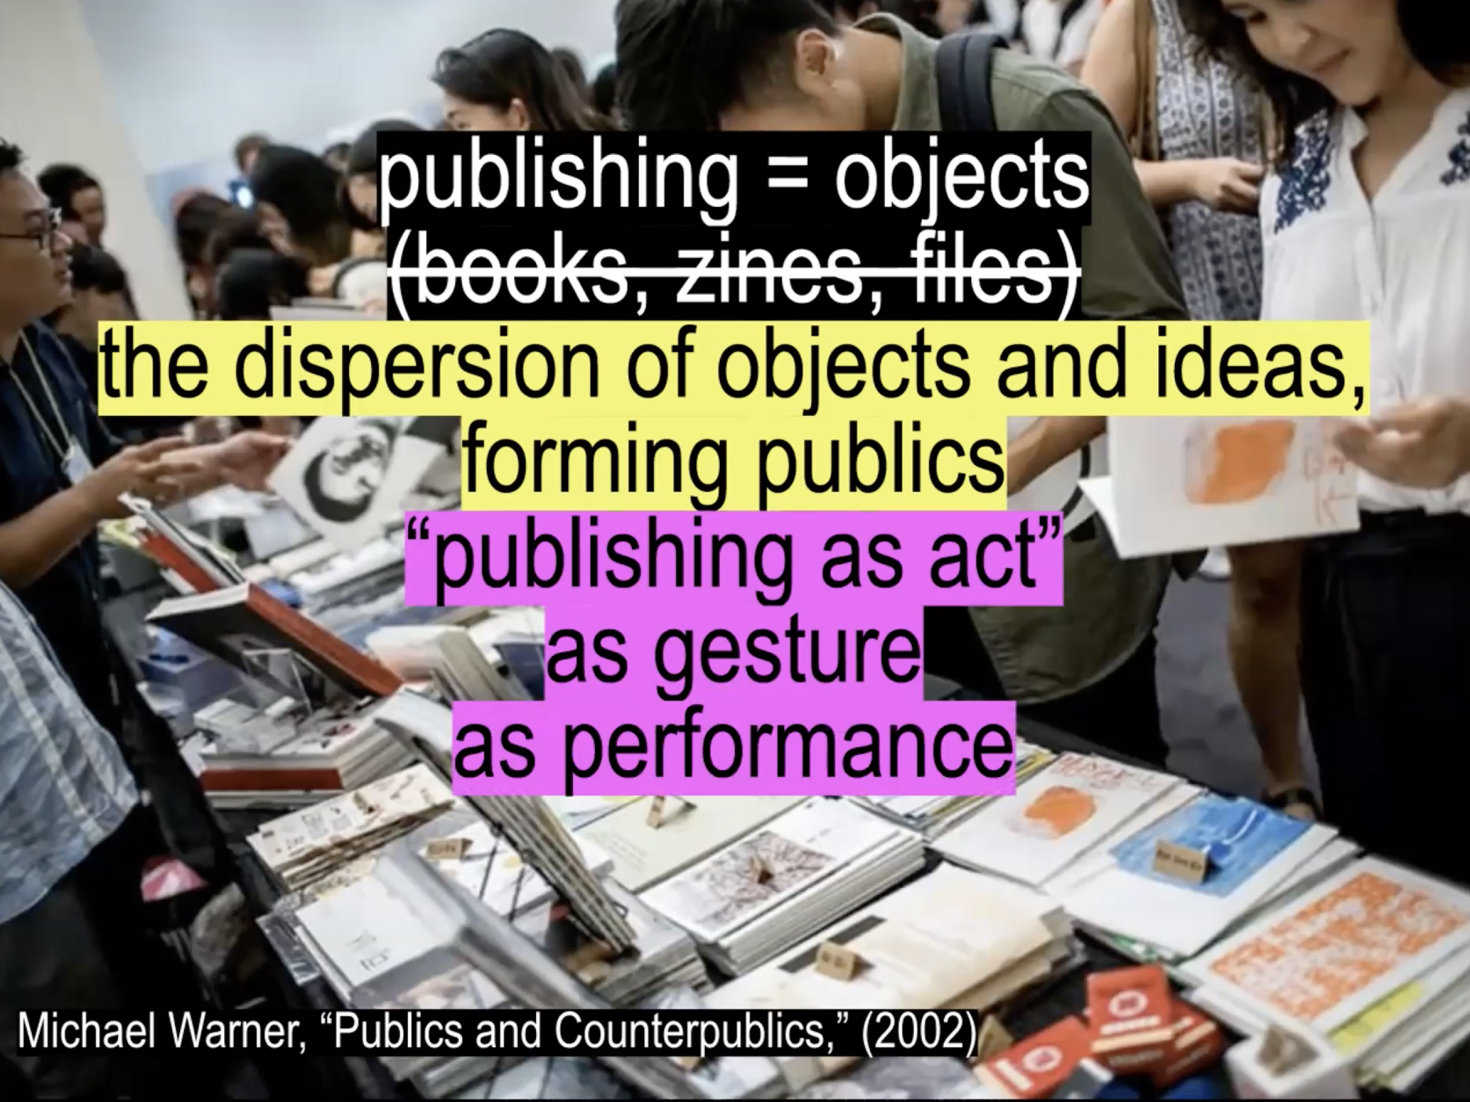 publishing = objects
(books, zines, files)
the dispersion of objects and ideas,
forming publics
“publishing as act”
as gesture
as performance
Michael Warner, “Publics and Counterpublics,” (2002)